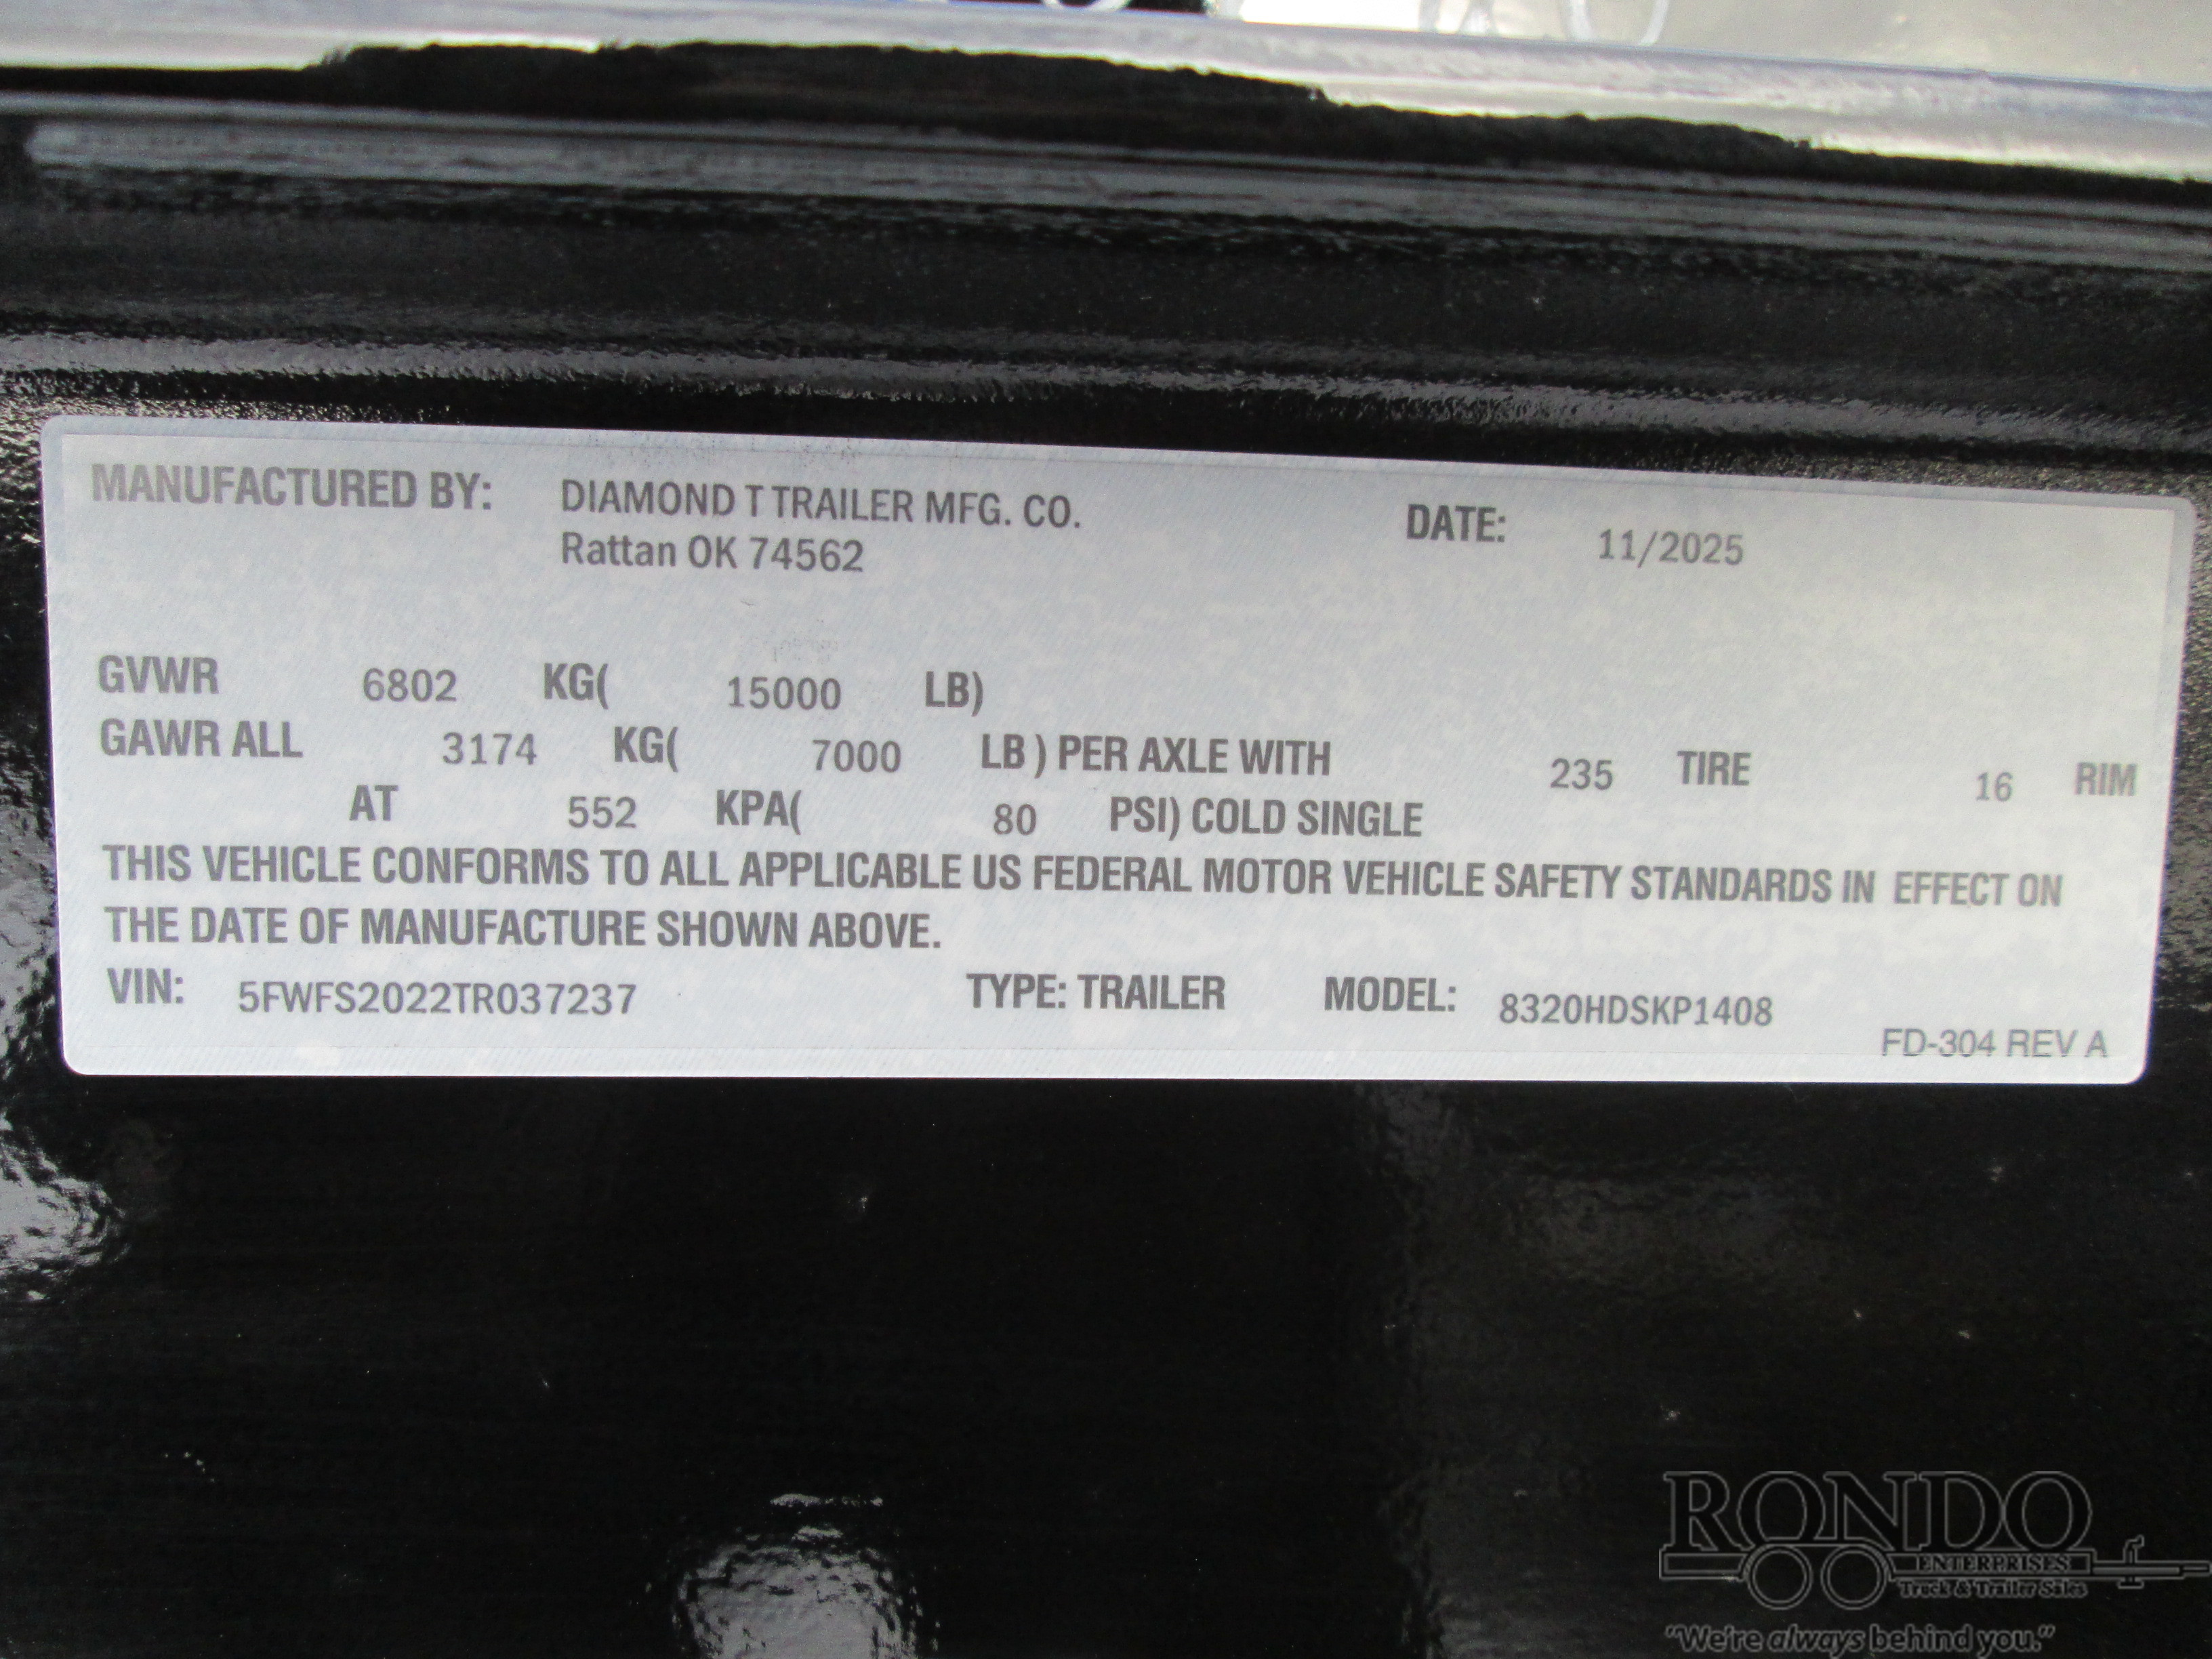 MANUFACTURED BY: DIAMOND T TRAILER MFG. CO. DATE: 11/2025
Rattan OK 74562
GVWR 6802 KG( 15000 LB)
GAWR ALL 3174 KG( 7000 LB ) PER AXLE WITH 235 TIRE 16 RIM
AT 552 KPA( 80 PSI) COLD SINGLE
THIS VEHICLE CONFORMS TO ALL APPLICABLE US FEDERAL MOTOR VEHICLE SAFETY STANDARDS IN EFFECT ON
THE DATE OF MANUFACTURE SHOWN ABOVE.
VIN: 5FWFS2022TR037237 TYPE: TRAILER MODEL: 8320HDSKP1408
FD-304 REV A
RONDO
ENTERPRISES
Truck & Trailer Sales
"We're always behind you."